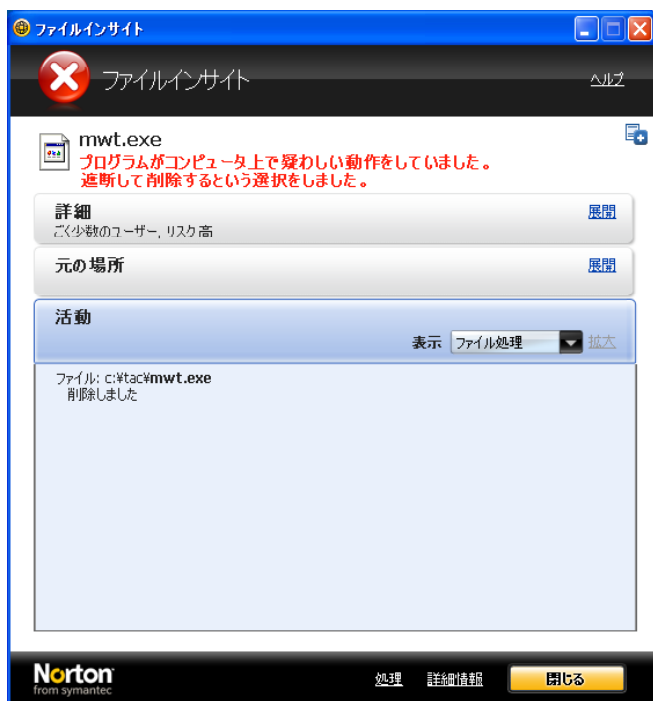 ファイルインサイト
ファイルインサイト
ヘルプ
mwt.exe
プログラムがコンピュータ上で疑わしい動作をしていました。
遮断して削除するという選択をしました。
詳細
展開
ごく少数のユーザー, リスク 高
元の場所
展開
活動
表示 ファイル処理 拡大
ファイル: c:¥tac¥mwt.exe
削除しました
Norton
from symantec
処理 詳細情報 閉じる